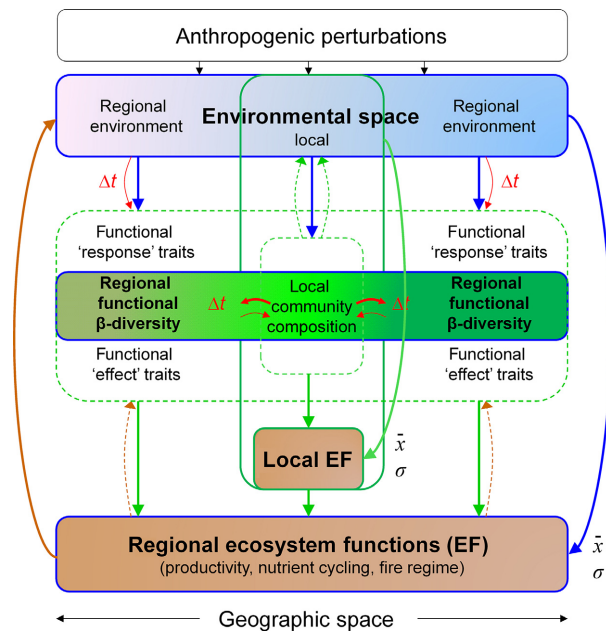 Anthropogenic perturbations
Regional
environment
Environmental space
local
Regional
environment
Δt
Δt
Functional
‘response’ traits
Functional
‘response’ traits
Regional
functional
β-diversity
Δt
Local
community
composition
Δt
Regional
functional
β-diversity
Functional
‘effect’ traits
Functional
‘effect’ traits
Local EF
x̄
σ
Regional ecosystem functions (EF)
(productivity, nutrient cycling, fire regime)
x̄
σ
Geographic space